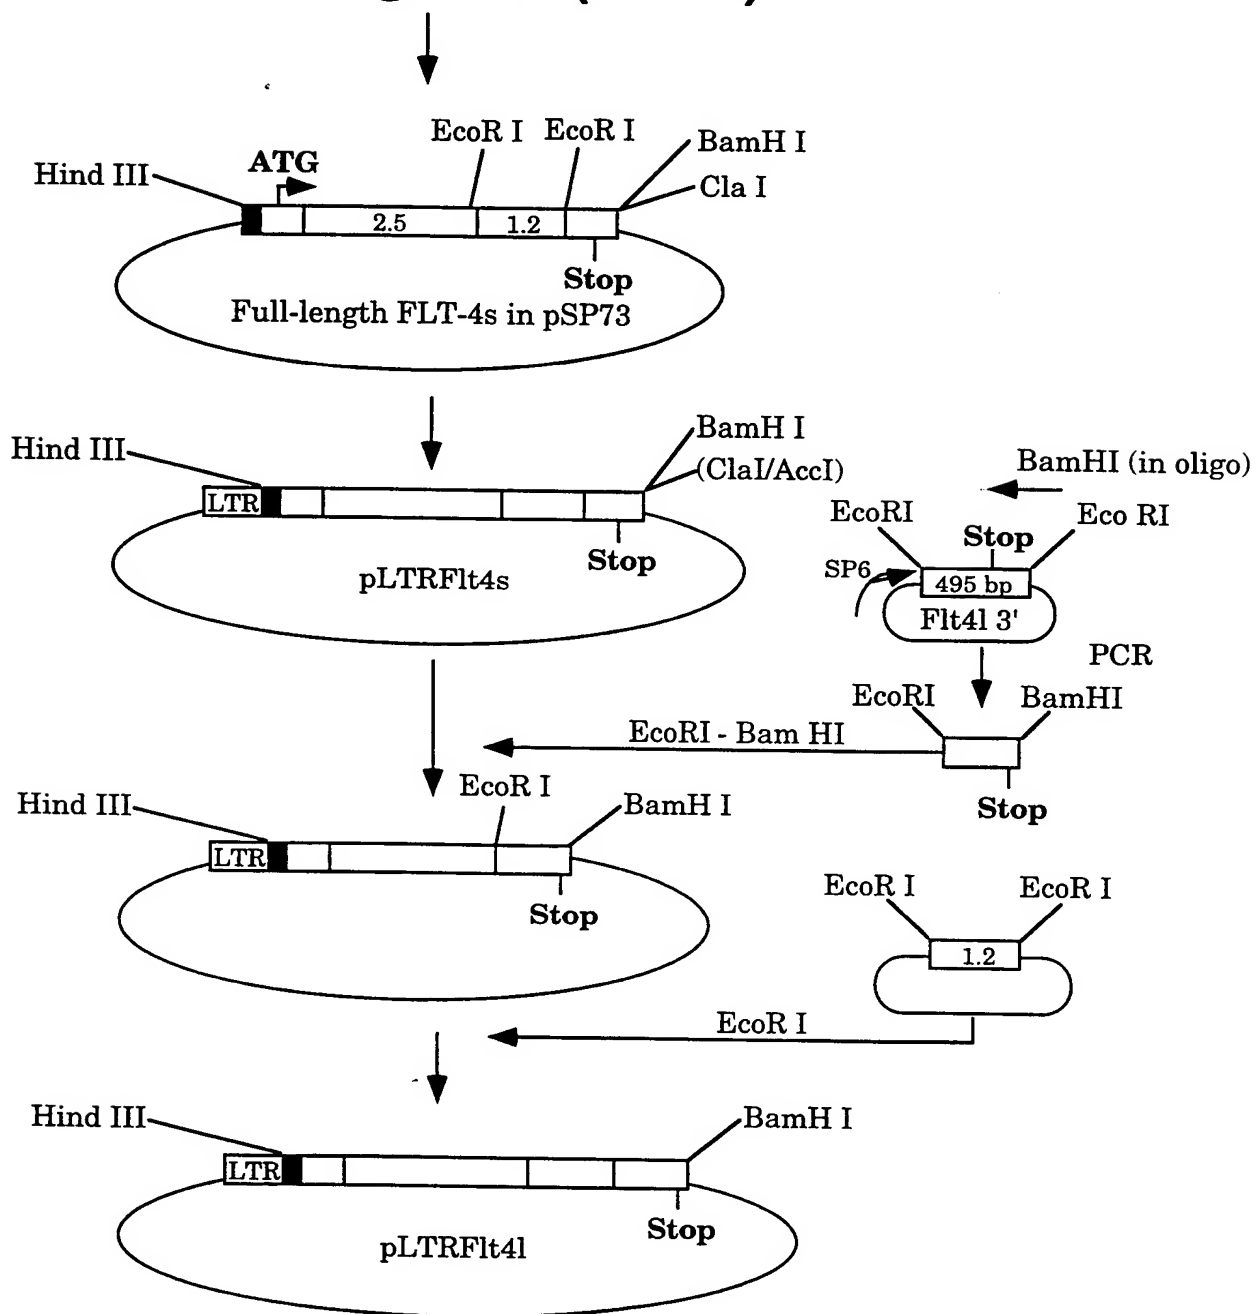 EcoR I EcoR I
BamH I
ATG
Hind III
Cla I
2.5
1.2
Stop
Full-length FLT-4s in pSP73
BamH I
Hind III
(ClaI/AccI)
LTR
Stop
pLTRFlt4s
BamHI (in oligo)
EcoRI
Eco RI
Stop
SP6
495 bp
Flt4l 3'
PCR
EcoRI
BamHI
EcoRI - Bam HI
Stop
EcoR I
Hind III
BamH I
LTR
Stop
EcoR I
EcoR I
1.2
EcoR I
Hind III
BamH I
LTR
Stop
pLTRFlt4l